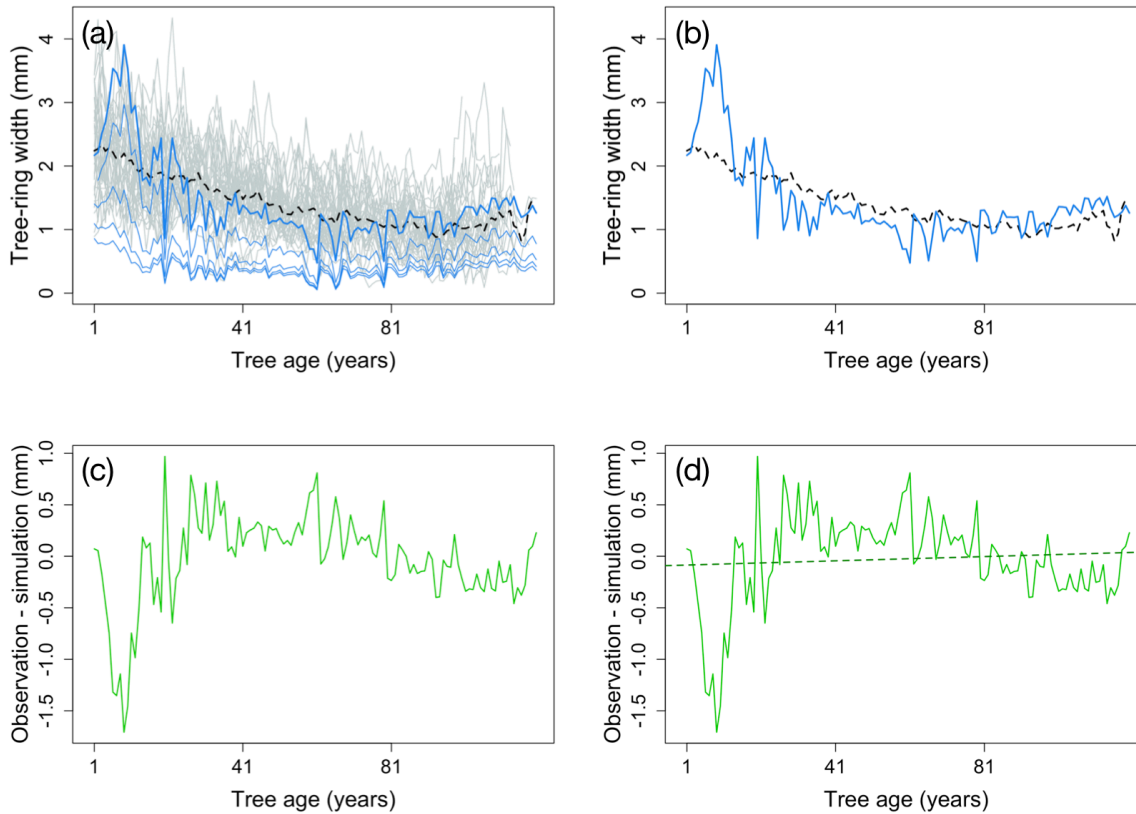 (a)
Tree-ring width (mm)
4
3
2
1
0
1
41
81
Tree age (years)
(b)
Tree-ring width (mm)
4
3
2
1
0
1
41
81
Tree age (years)
(c)
Observation - simulation (mm)
1.0
0.5
0.0
-0.5
-1.0
-1.5
1
41
81
Tree age (years)
(d)
Observation - simulation (mm)
1.0
0.5
0.0
-0.5
-1.0
-1.5
1
41
81
Tree age (years)